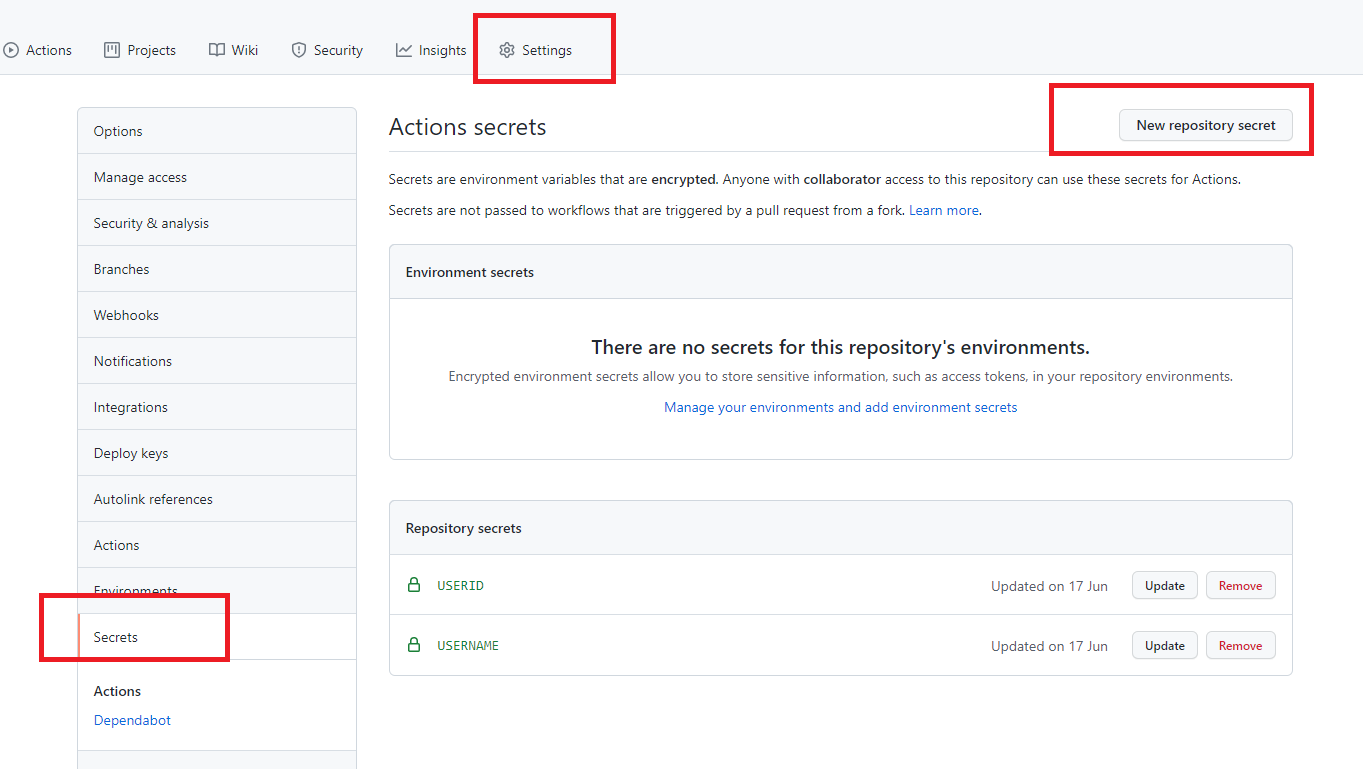 Actions Projects Wiki Security Insights Settings
Options
Manage access
Security & analysis
Branches
Webhooks
Notifications
Integrations
Deploy keys
Autolink references
Actions
Environments
Secrets
Actions
Dependabot
Actions secrets
New repository secret
Secrets are environment variables that are encrypted. Anyone with collaborator access to this repository can use these secrets for Actions.
Secrets are not passed to workflows that are triggered by a pull request from a fork. Learn more.
Environment secrets
There are no secrets for this repository's environments.
Encrypted environment secrets allow you to store sensitive information, such as access tokens, in your repository environments.
Manage your environments and add environment secrets
Repository secrets
USERID Updated on 17 Jun Update Remove
USERNAME Updated on 17 Jun Update Remove